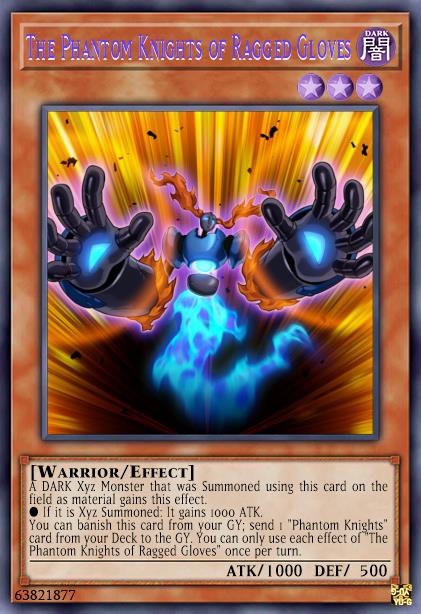 The Phantom Knights of Ragged Gloves
DARK
闇
[Warrior/Effect]
A DARK Xyz Monster that was Summoned using this card on the
field as material gains this effect.
● If it is Xyz Summoned: It gains 1000 ATK.
You can banish this card from your GY; send 1 "Phantom Knights"
card from your Deck to the GY. You can only use each effect of "The
Phantom Knights of Ragged Gloves" once per turn.
ATK/1000 DEF/ 500
63821877